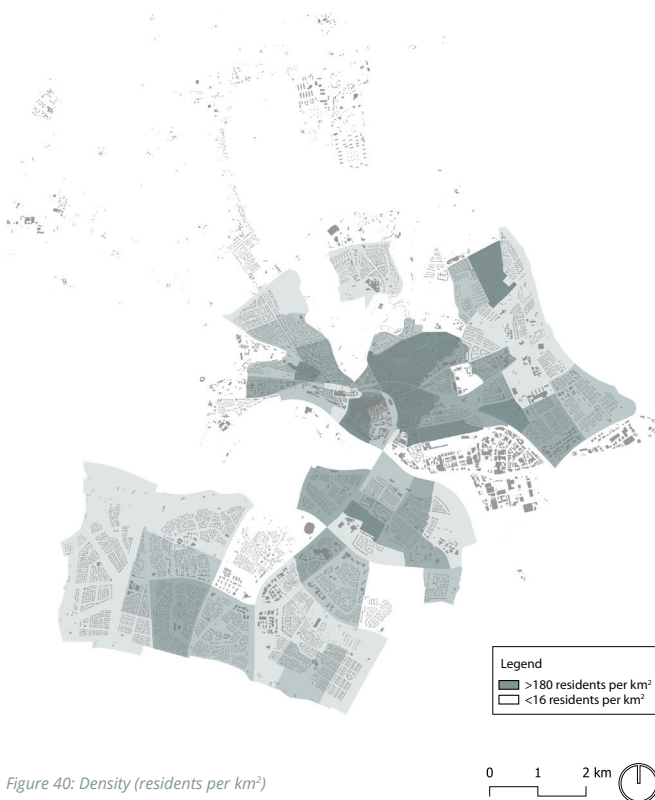 Legend
>180 residents per km²
<16 residents per km²
Figure 40: Density (residents per km²)
0 1 2 km